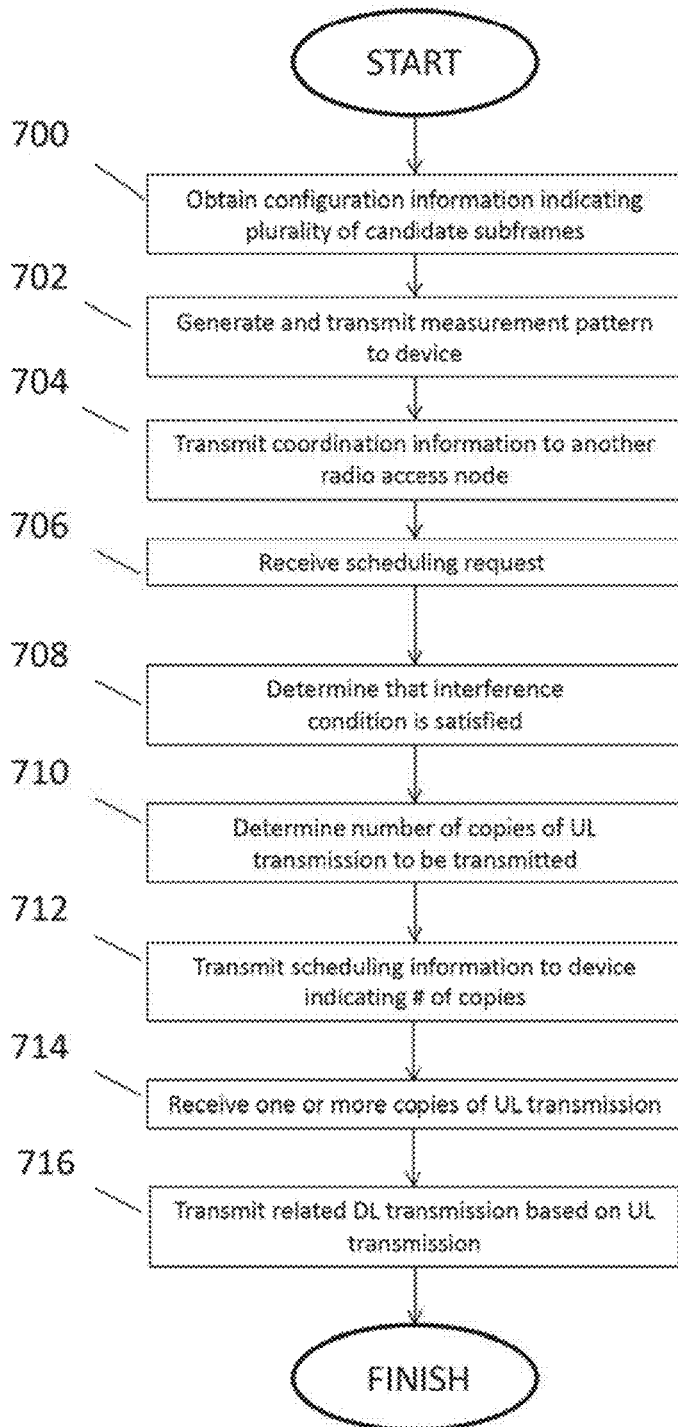 START
700
Obtain configuration information indicating
plurality of candidate subframes
702
Generate and transmit measurement pattern
to device
704
Transmit coordination information to another
radio access node
706
Receive scheduling request
708
Determine that interference
condition is satisfied
710
Determine number of copies of UL
transmission to be transmitted
712
Transmit scheduling information to device
indicating # of copies
714
Receive one or more copies of UL transmission
716
Transmit related DL transmission based on UL
transmission
FINISH